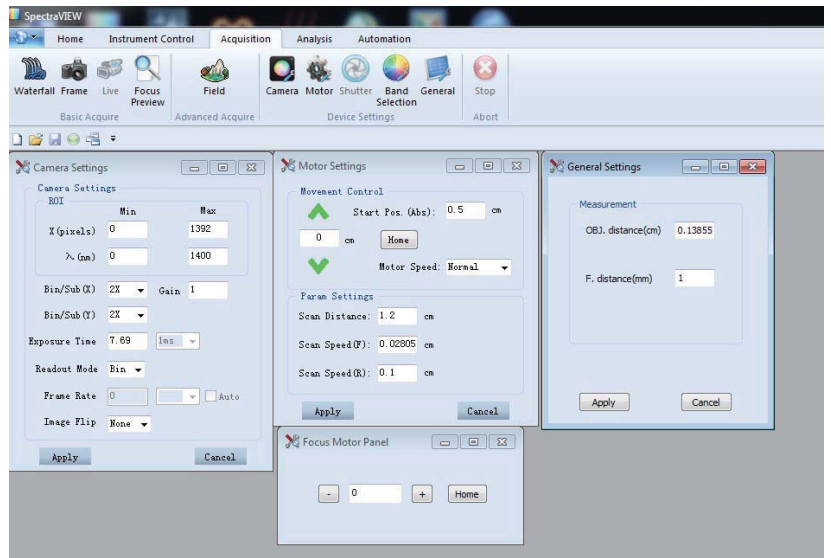 SpectraVIEW
Home Instrument Control Acquisition Analysis Automation
Waterfall Frame Live Focus Preview Field Camera Motor Shutter Band Selection General Stop
Basic Acquire Advanced Acquire Device Settings Abort
Camera Settings
Camera Settings
ROI
Min Max
X(pixels) 0 1392
λ(nm) 0 1400
Bin/Sub(X) 2X Gain 1
Bin/Sub(Y) 2X
Exposure Time 7.69 1ms
Readout Mode Bin
Frame Rate 0 Auto
Image Flip None
Apply Cancel
Motor Settings
Movement Control
Start Pos.(Abs): 0.5 cm
0 cm Home
Motor Speed: Normal
Param Settings
Scan Distance: 1.2 cm
Scan Speed(F): 0.02805 cm
Scan Speed(R): 0.1 cm
Apply Cancel
Focus Motor Panel
- 0 + Home
General Settings
Measurement
OBJ. distance(cm) 0.13855
F. distance(mm) 1
Apply Cancel